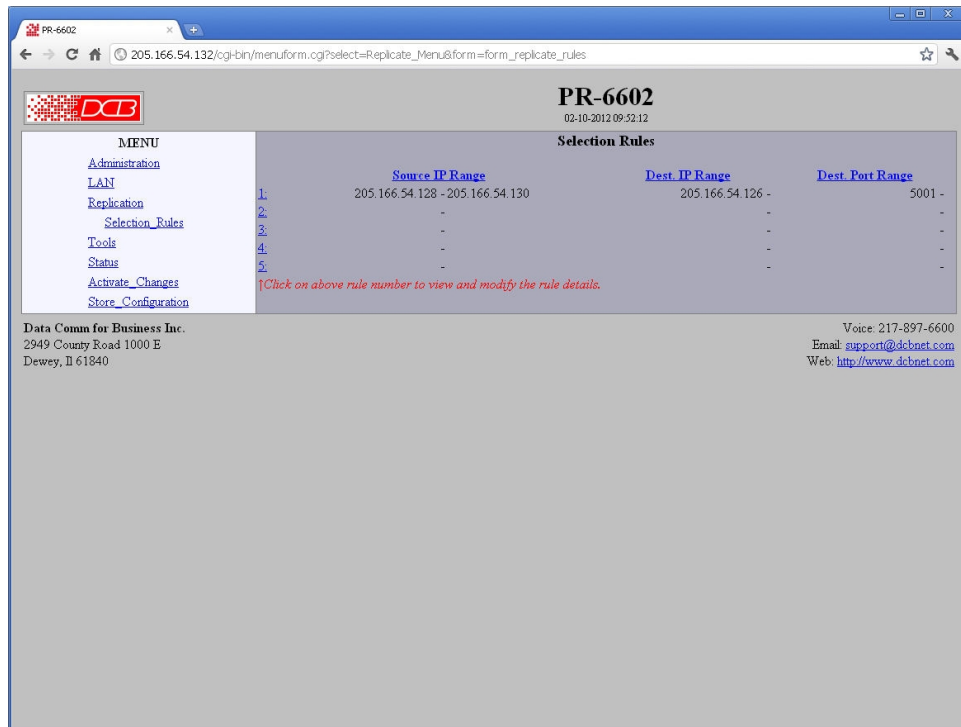 PR-6602
205.166.54.132/cgi-bin/menuform.cgi?select=Replicate_Menu&form=form_replicate_rules
DCB
PR-6602
02-10-2012 09:52:12
MENU
Administration
LAN
Replication
Selection_Rules
Tools
Status
Activate_Changes
Store_Configuration
Selection Rules
Source IP Range Dest. IP Range Dest. Port Range
1: 205.166.54.128 - 205.166.54.130 205.166.54.126 - 5001 -
2: - - -
3: - - -
4: - - -
5: - - -
↑Click on above rule number to view and modify the rule details.
Data Comm for Business Inc.
2949 County Road 1000 E
Dewey, Il 61840
Voice: 217-897-6600
Email: support@dcbnet.com
Web: http://www.dcbnet.com